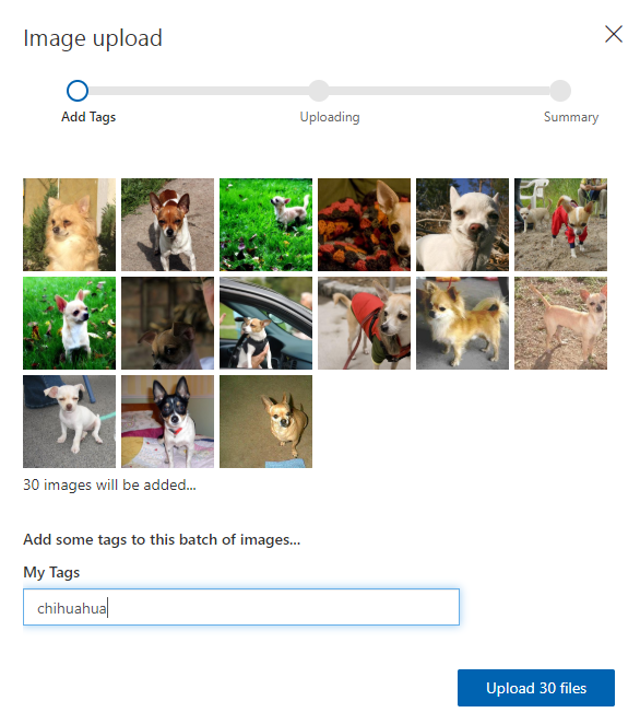 Image upload
Add Tags
Uploading
Summary
30 images will be added...
Add some tags to this batch of images...
My Tags
chihuahua
Upload 30 files